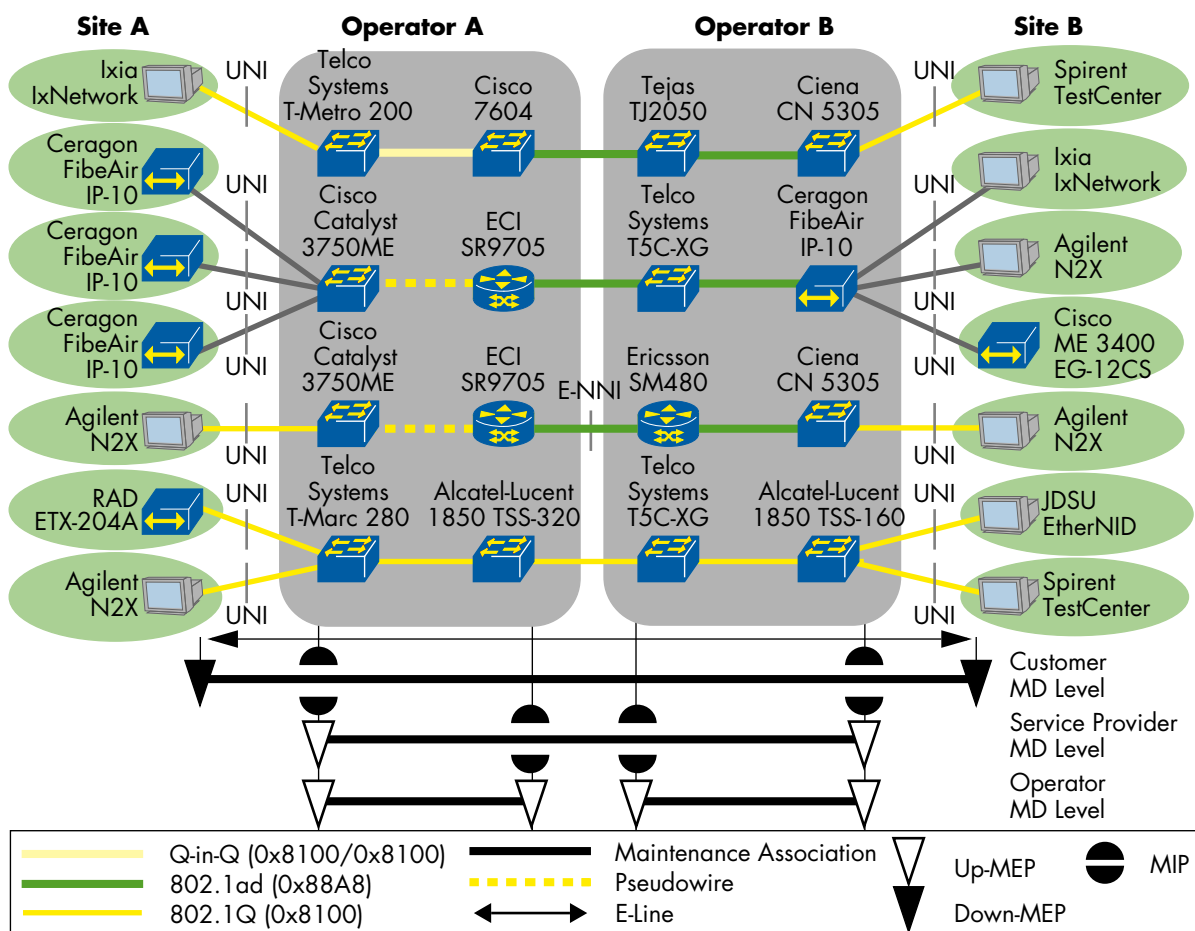 Site A
Operator A
Operator B
Site B
Ixia
IxNetwork
UNI
Telco
Systems
T-Metro 200
Cisco
7604
Tejas
TJ2050
Ciena
CN 5305
UNI
Spirent
TestCenter
Ceragon
FibeAir
IP-10
UNI
Cisco
Catalyst
3750ME
ECI
SR9705
Telco
Systems
T5C-XG
Ceragon
FibeAir
IP-10
UNI
Ixia
IxNetwork
Ceragon
FibeAir
IP-10
UNI
UNI
Agilent
N2X
Ceragon
FibeAir
IP-10
UNI
UNI
Cisco
ME 3400
EG-12CS
Cisco
Catalyst
3750ME
ECI
SR9705
E-NNI
Ericsson
SM480
Ciena
CN 5305
Agilent
N2X
UNI
UNI
Agilent
N2X
RAD
ETX-204A
UNI
Telco
Systems
T-Marc 280
Alcatel-Lucent
1850 TSS-320
Telco
Systems
T5C-XG
Alcatel-Lucent
1850 TSS-160
UNI
JDSU
EtherNID
Agilent
N2X
UNI
UNI
Spirent
TestCenter
Customer
MD Level
Service Provider
MD Level
Operator
MD Level
Q-in-Q (0x8100/0x8100)
802.1ad (0x88A8)
802.1Q (0x8100)
Maintenance Association
Pseudowire
E-Line
Up-MEP
Down-MEP
MIP